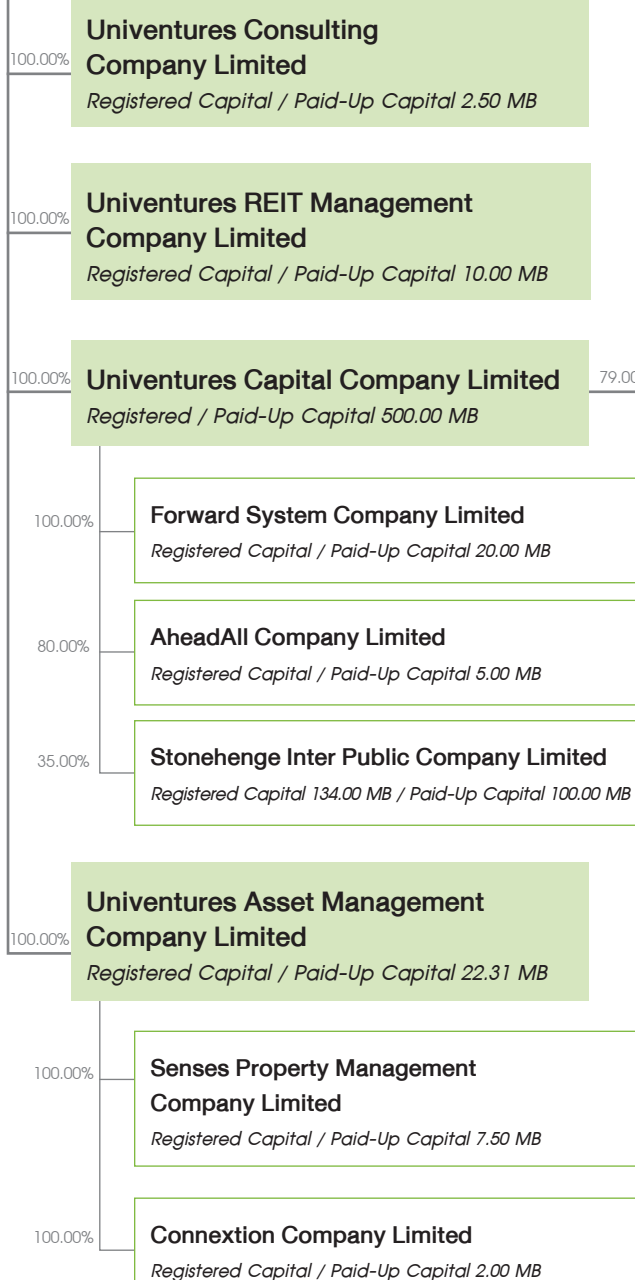 Univentures Consulting
100.00%
Company Limited
Registered Capital / Paid-Up Capital 2.50 MB
Univentures REIT Management
100.00%
Company Limited
Registered Capital / Paid-Up Capital 10.00 MB
100.00%
Univentures Capital Company Limited
Registered / Paid-Up Capital 500.00 MB
100.00%
Forward System Company Limited
Registered Capital / Paid-Up Capital 20.00 MB
80.00%
AheadAll Company Limited
Registered Capital / Paid-Up Capital 5.00 MB
35.00%
Stonehenge Inter Public Company Limited
Registered Capital 134.00 MB / Paid-Up Capital 100.00 MB
Univentures Asset Management
100.00%
Company Limited
Registered Capital / Paid-Up Capital 22.31 MB
100.00%
Senses Property Management
Company Limited
Registered Capital / Paid-Up Capital 7.50 MB
100.00%
Connextion Company Limited
Registered Capital / Paid-Up Capital 2.00 MB